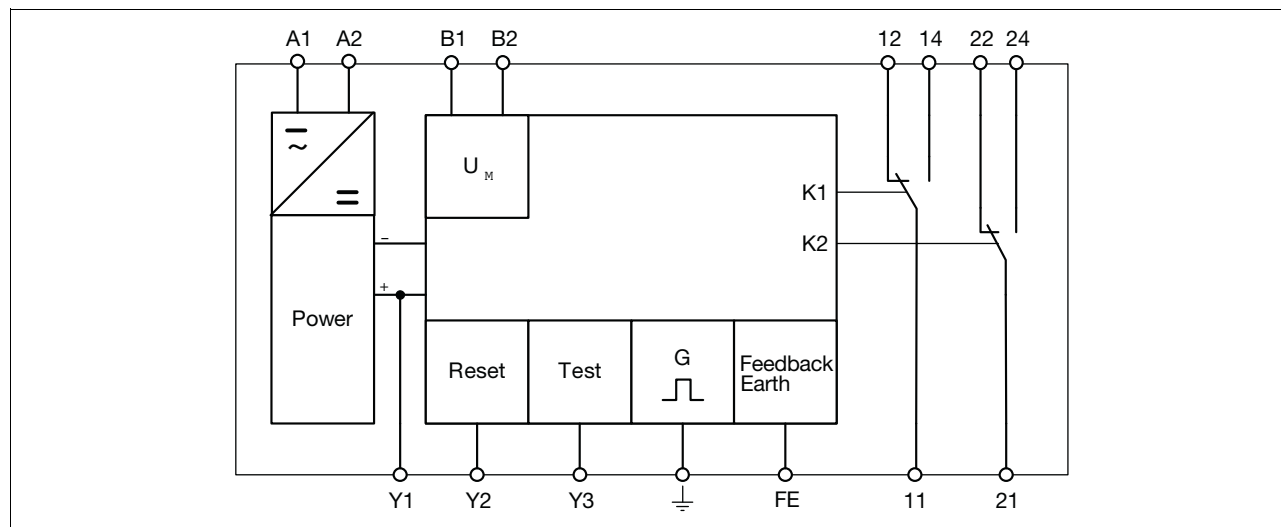 A1 A2 B1 B2 12 14 22 24
~
U M
K1
K2
−
+
Power
Reset Test G Feedback
Earth
Y1 Y2 Y3 FE 11 21